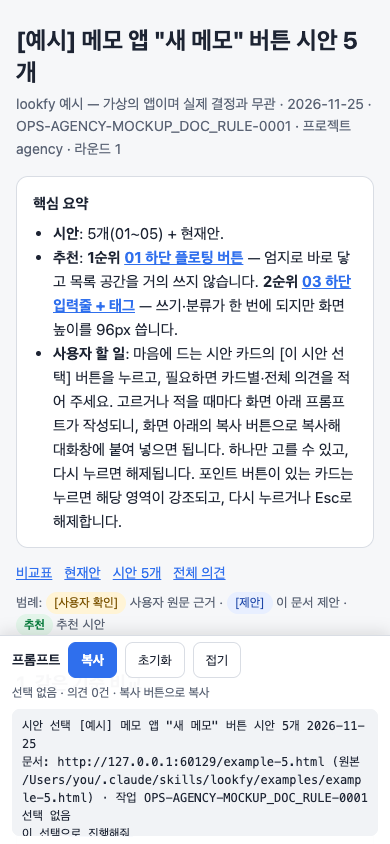 [예시] 메모 앱 "새 메모" 버튼 시안 5
개
lookfy 예시 — 가상의 앱이며 실제 결정과 무관 · 2026-11-25 ·
OPS-AGENCY-MOCKUP_DOC_RULE-0001 · 프로젝트
agency · 라운드 1
핵심 요약
• 시안: 5개(01~05) + 현재안.
• 추천: 1순위 01 하단 플로팅 버튼 — 엄지로 바로 닿
고 목록 공간을 거의 쓰지 않습니다. 2순위 03 하단
입력줄 + 태그 — 쓰기·분류가 한 번에 되지만 화면
높이를 96px 씁니다.
• 사용자 할 일: 마음에 드는 시안 카드의 [이 시안 선
택] 버튼을 누르고, 필요하면 카드별·전체 의견을 적
어 주세요. 고르거나 적을 때마다 화면 아래 프롬프
트가 작성되니, 화면 아래의 복사 버튼으로 복사해
대화창에 붙여 넣으면 됩니다. 하나만 고를 수 있고,
다시 누르면 해제됩니다. 포인트 버튼이 있는 카드는
누르면 해당 영역이 강조되고, 다시 누르거나 Esc로
해제합니다.
비교표 현재안 시안 5개 전체 의견
범례: [사용자 확인] 사용자 원문 근거 · [제안] 이 문서 제안 ·
추천 추천 시안
프롬프트 복사 초기화 접기
선택 없음 · 의견 0건 · 복사 버튼으로 복사
시안 선택 [예시] 메모 앱 "새 메모" 버튼 시안 5개 2026-11-
25
문서: http://127.0.0.1:60129/example-5.html (원본
/Users/you/.claude/skills/lookfy/examples/examp
le-5.html) · 작업 OPS-AGENCY-MOCKUP_DOC_RULE-0001
선택 없음
이 선택으로 진행해줘